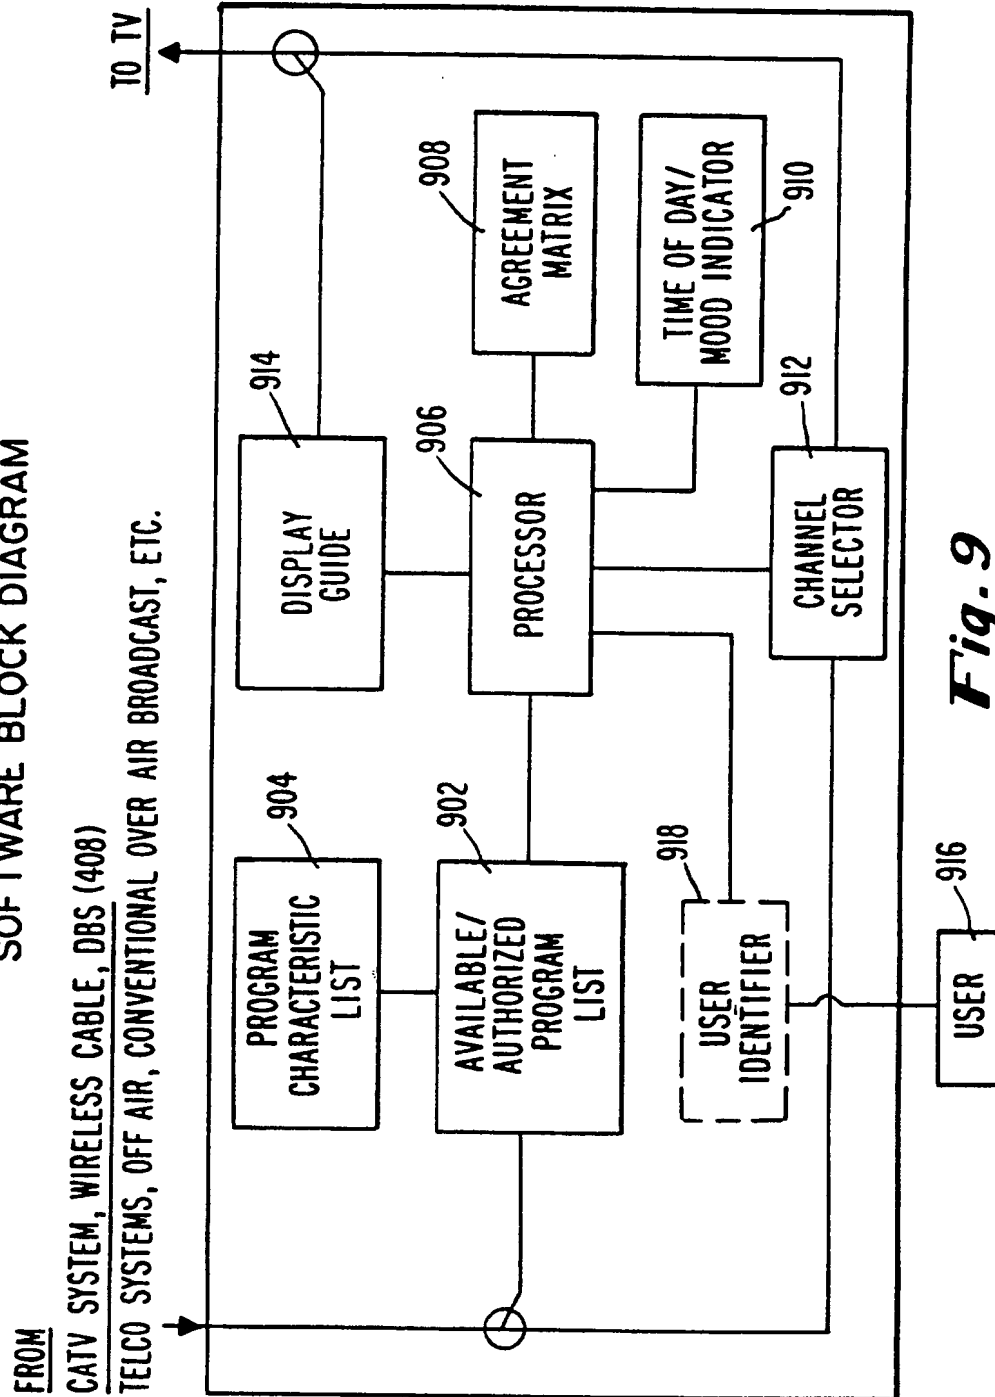 SOFTWARE BLOCK DIAGRAM
FROM
CATV SYSTEM, WIRELESS CABLE, DBS (408)
TELCO SYSTEMS, OFF AIR, CONVENTIONAL OVER AIR BROADCAST, ETC.
TO TV
PROGRAM
CHARACTERISTIC
LIST
904
DISPLAY
GUIDE
914
AVAILABLE/
AUTHORIZED
PROGRAM
LIST
902
PROCESSOR
906
AGREEMENT
MATRIX
908
USER
IDENTIFIER
918
TIME OF DAY/
MOOD INDICATOR
910
CHANNEL
SELECTOR
912
USER
916
Fig. 9